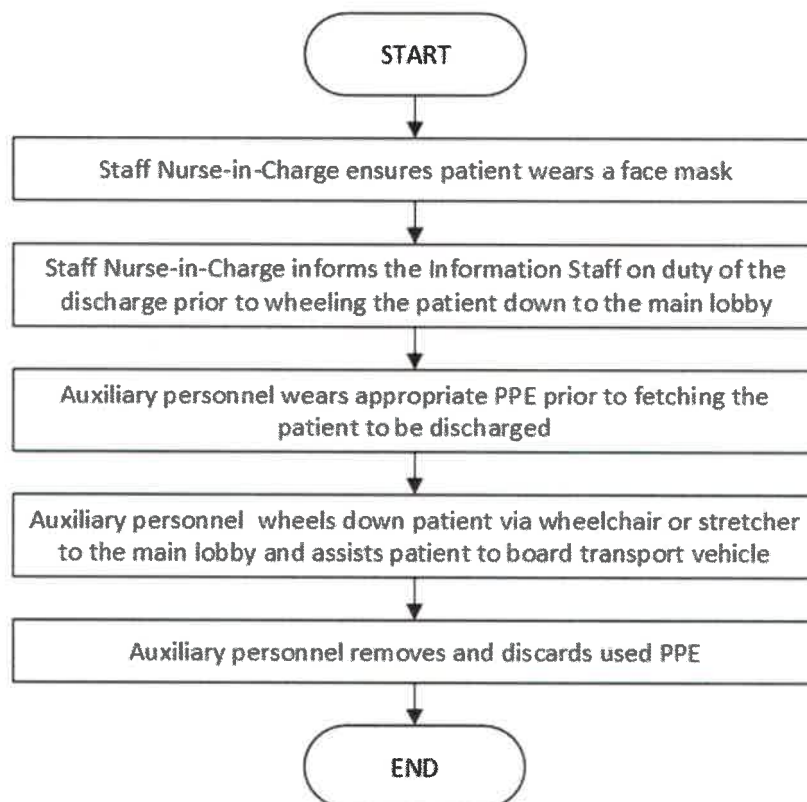 START
Staff Nurse-in-Charge ensures patient wears a face mask
Staff Nurse-in-Charge informs the Information Staff on duty of the
discharge prior to wheeling the patient down to the main lobby
Auxiliary personnel wears appropriate PPE prior to fetching the
patient to be discharged
Auxiliary personnel wheels down patient via wheelchair or stretcher
to the main lobby and assists patient to board transport vehicle
Auxiliary personnel removes and discards used PPE
END